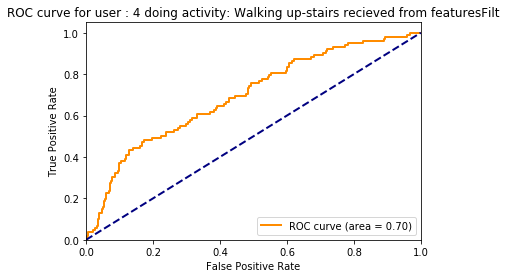 ROC curve for user : 4 doing activity: Walking up-stairs recieved from featuresFilt
1.0
0.8
0.6
0.4
0.2
0.0
True Positive Rate
ROC curve (area = 0.70)
0.0 0.2 0.4 0.6 0.8 1.0
False Positive Rate